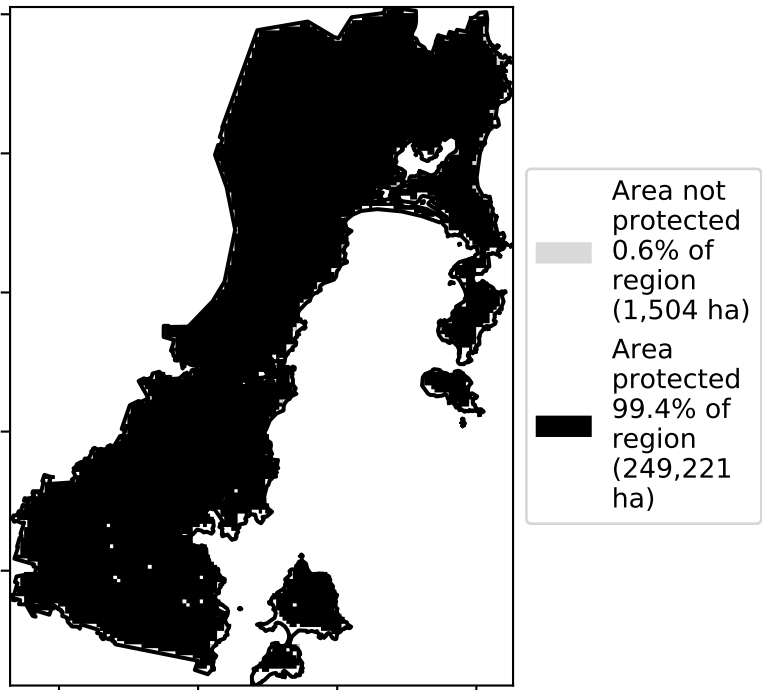 Area not
protected
0.6% of
region
(1,504 ha)
Area
protected
99.4% of
region
(249,221
ha)